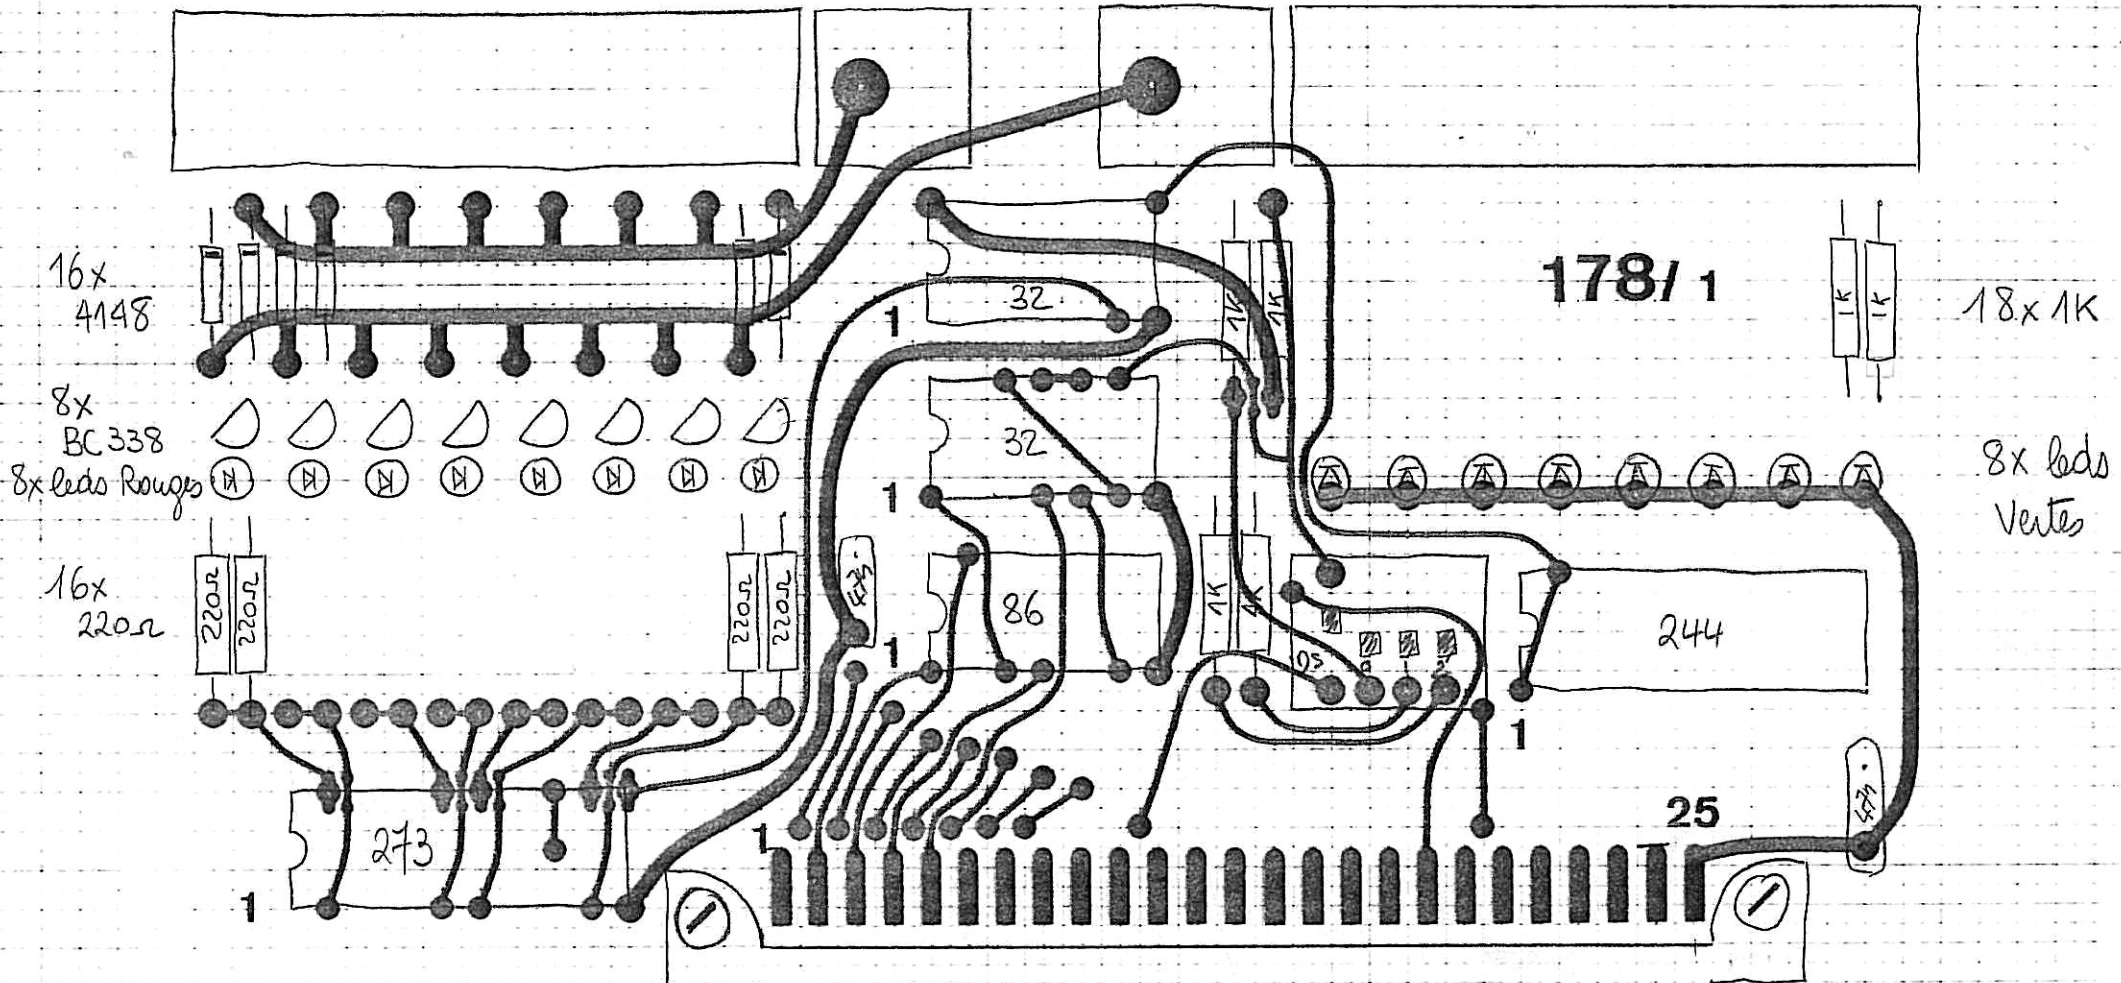 16x
4148
32
1
1K
1K
178/1
1K
1K
18x 1K
8x
BC338
8x leds Rouges
32
1
8x leds
Vertes
16x
220Ω
220Ω
220Ω
220Ω
220Ω
47n
86
1
1K
1K
244
1
273
1
1
25
47n